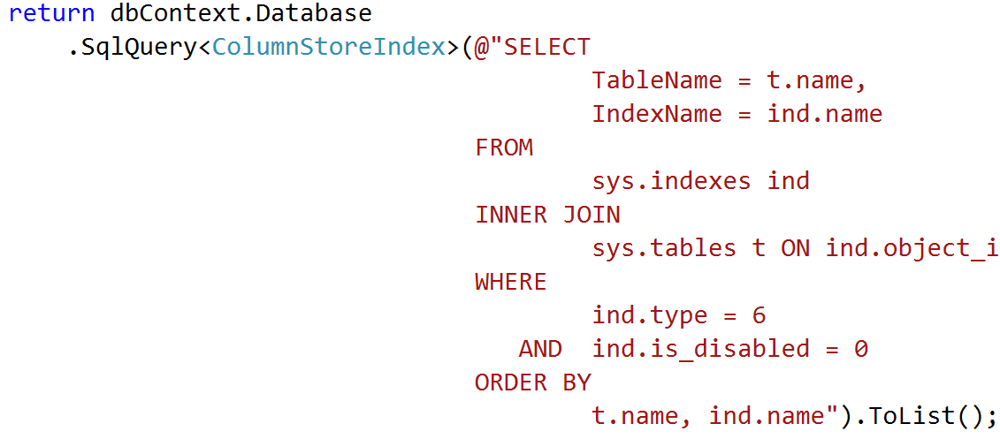 return dbContext.Database
    .SqlQuery<ColumnStoreIndex>(@"SELECT
                                        TableName = t.name,
                                        IndexName = ind.name
                                FROM
                                        sys.indexes ind
                                INNER JOIN
                                        sys.tables t ON ind.object_i
                                WHERE
                                        ind.type = 6
                                   AND  ind.is_disabled = 0
                                ORDER BY
                                        t.name, ind.name").ToList();